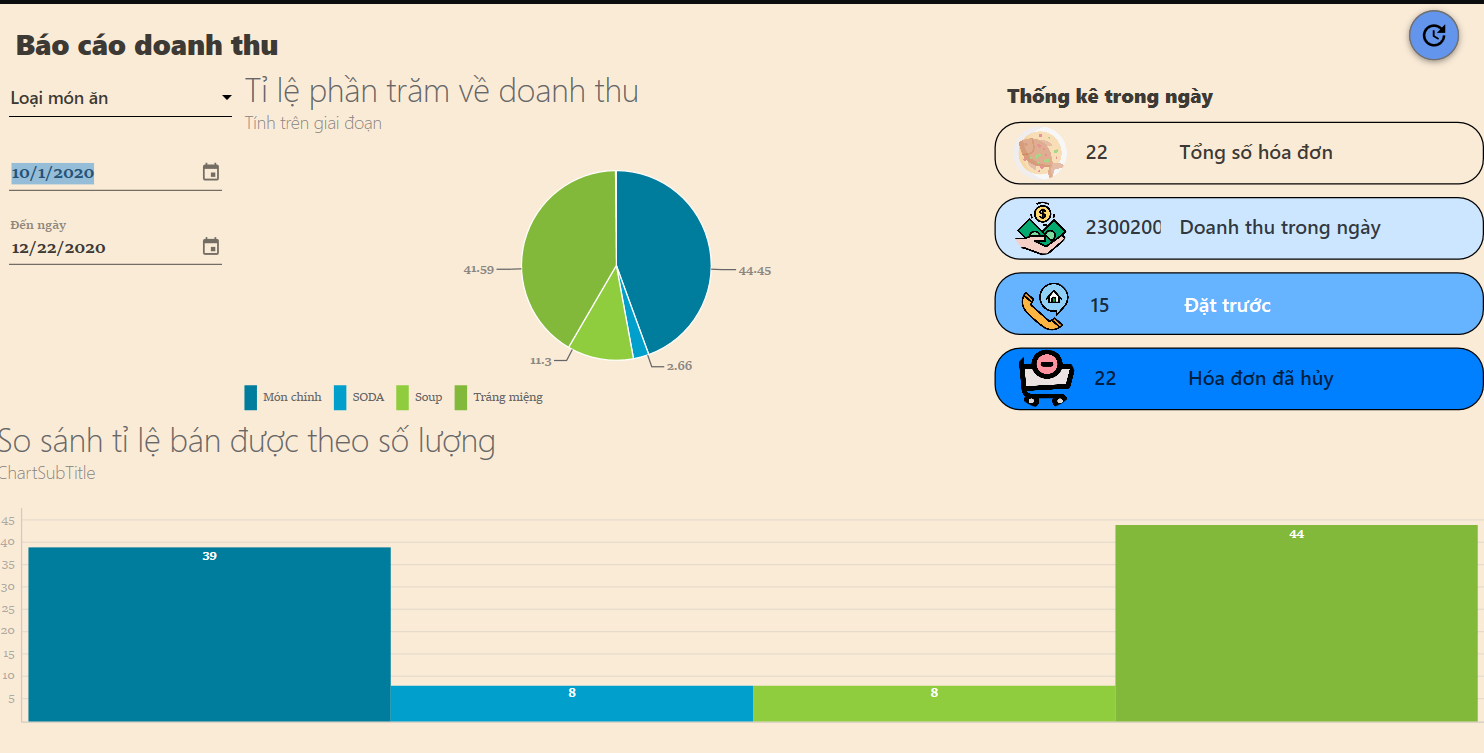 Báo cáo doanh thu
Loại món ăn
10/1/2020
Đến ngày
12/22/2020
Tỉ lệ phần trăm về doanh thu
Tính trên giai đoạn
41.59
44.45
11.3
2.66
Món chính SODA Soup Tráng miệng
Thống kê trong ngày
22 Tổng số hóa đơn
2300200 Doanh thu trong ngày
15 Đặt trước
22 Hóa đơn đã hủy
So sánh tỉ lệ bán được theo số lượng
ChartSubTitle
45
40
35
30
25
20
15
10
5
39
8
8
44